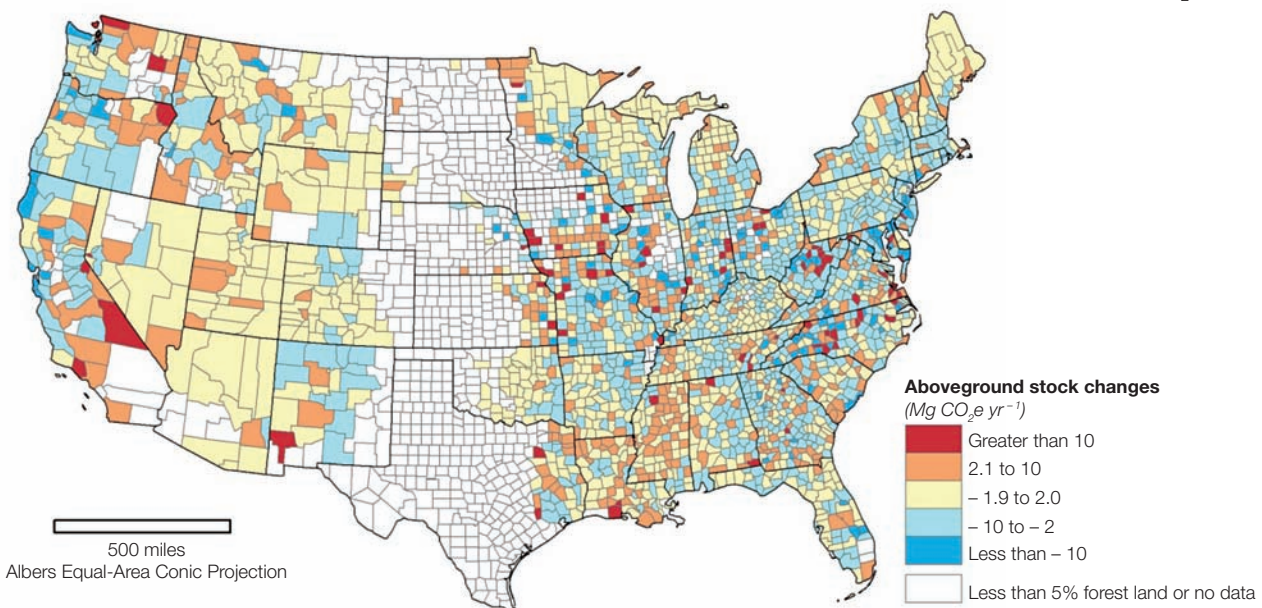 500 miles
Albers Equal-Area Conic Projection
Aboveground stock changes
(Mg CO₂e yr⁻¹)
Greater than 10
2.1 to 10
– 1.9 to 2.0
– 10 to – 2
Less than – 10
Less than 5% forest land or no data